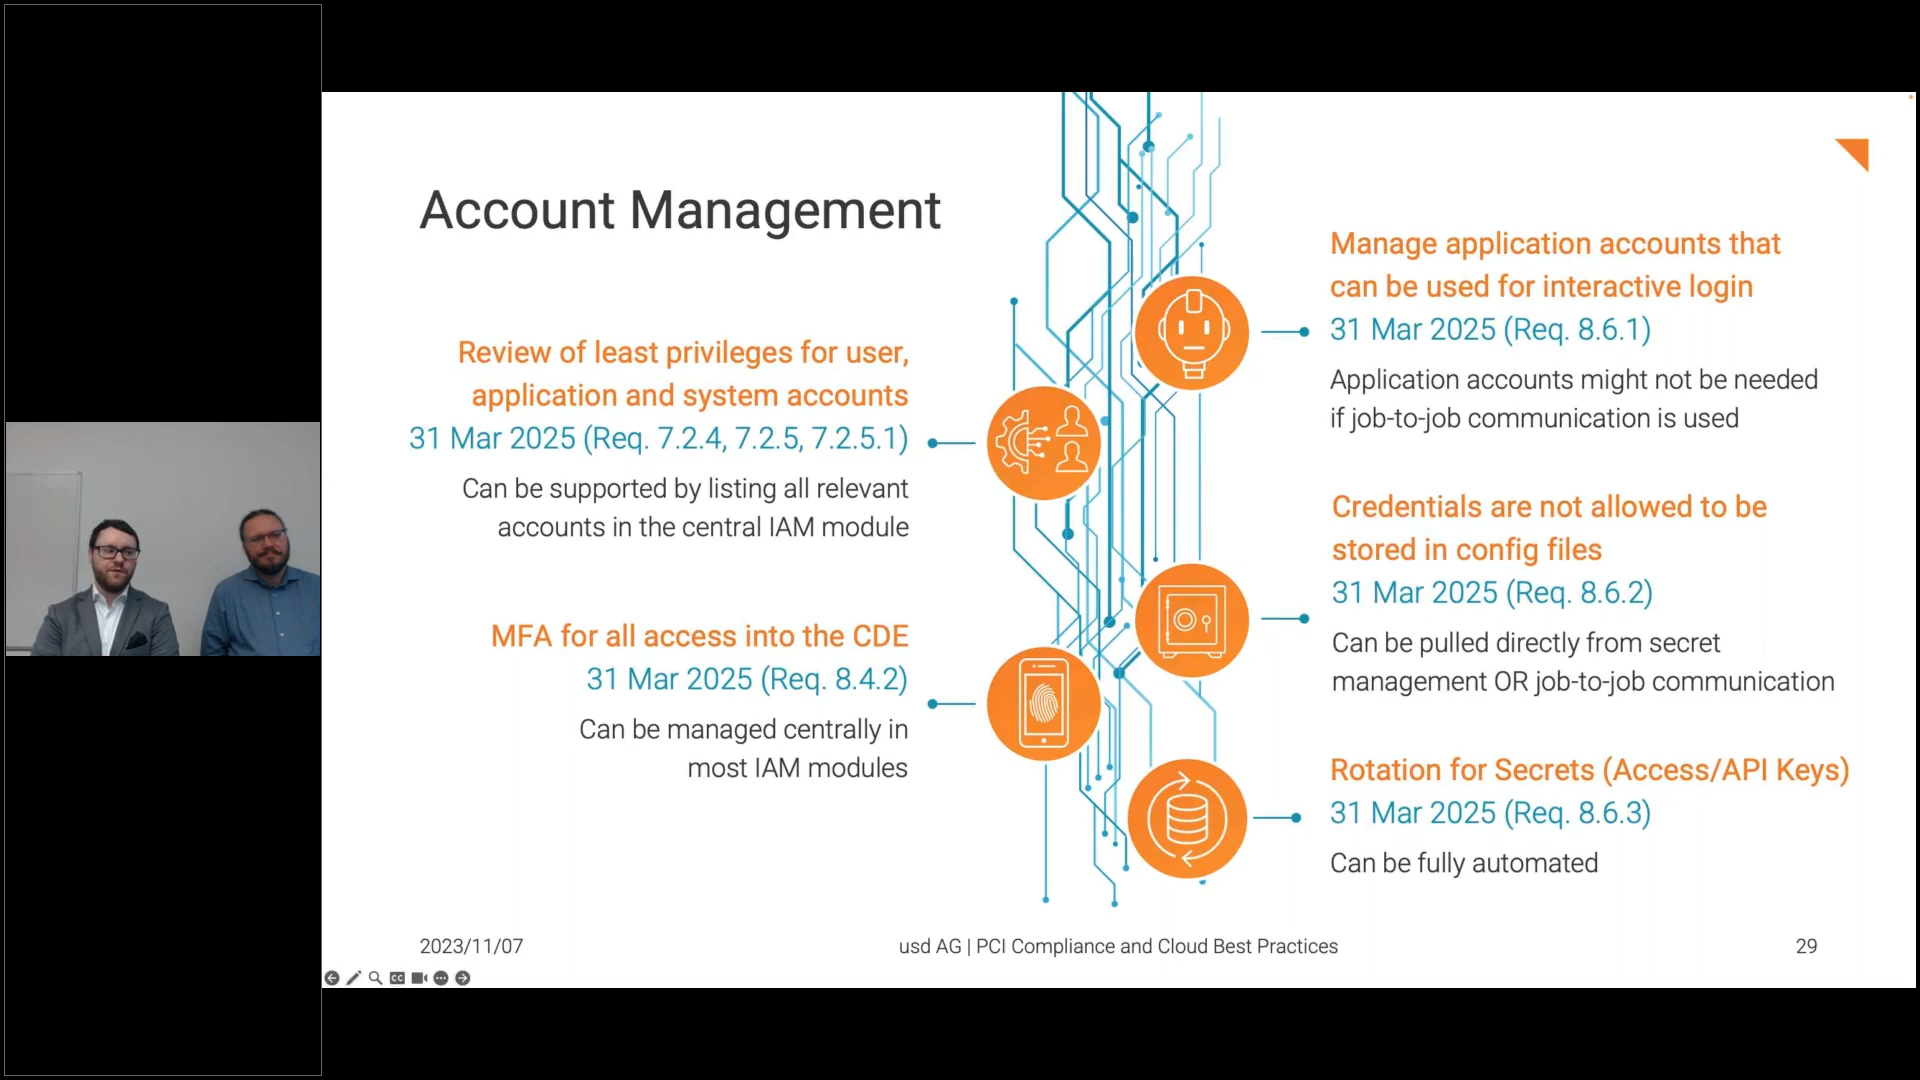 Account Management
Review of least privileges for user,
application and system accounts
31 Mar 2025 (Req. 7.2.4, 7.2.5, 7.2.5.1)
Can be supported by listing all relevant
accounts in the central IAM module
MFA for all access into the CDE
31 Mar 2025 (Req. 8.4.2)
Can be managed centrally in
most IAM modules
Manage application accounts that
can be used for interactive login
31 Mar 2025 (Req. 8.6.1)
Application accounts might not be needed
if job-to-job communication is used
Credentials are not allowed to be
stored in config files
31 Mar 2025 (Req. 8.6.2)
Can be pulled directly from secret
management OR job-to-job communication
Rotation for Secrets (Access/API Keys)
31 Mar 2025 (Req. 8.6.3)
Can be fully automated
2023/11/07
usd AG | PCI Compliance and Cloud Best Practices
29
CC